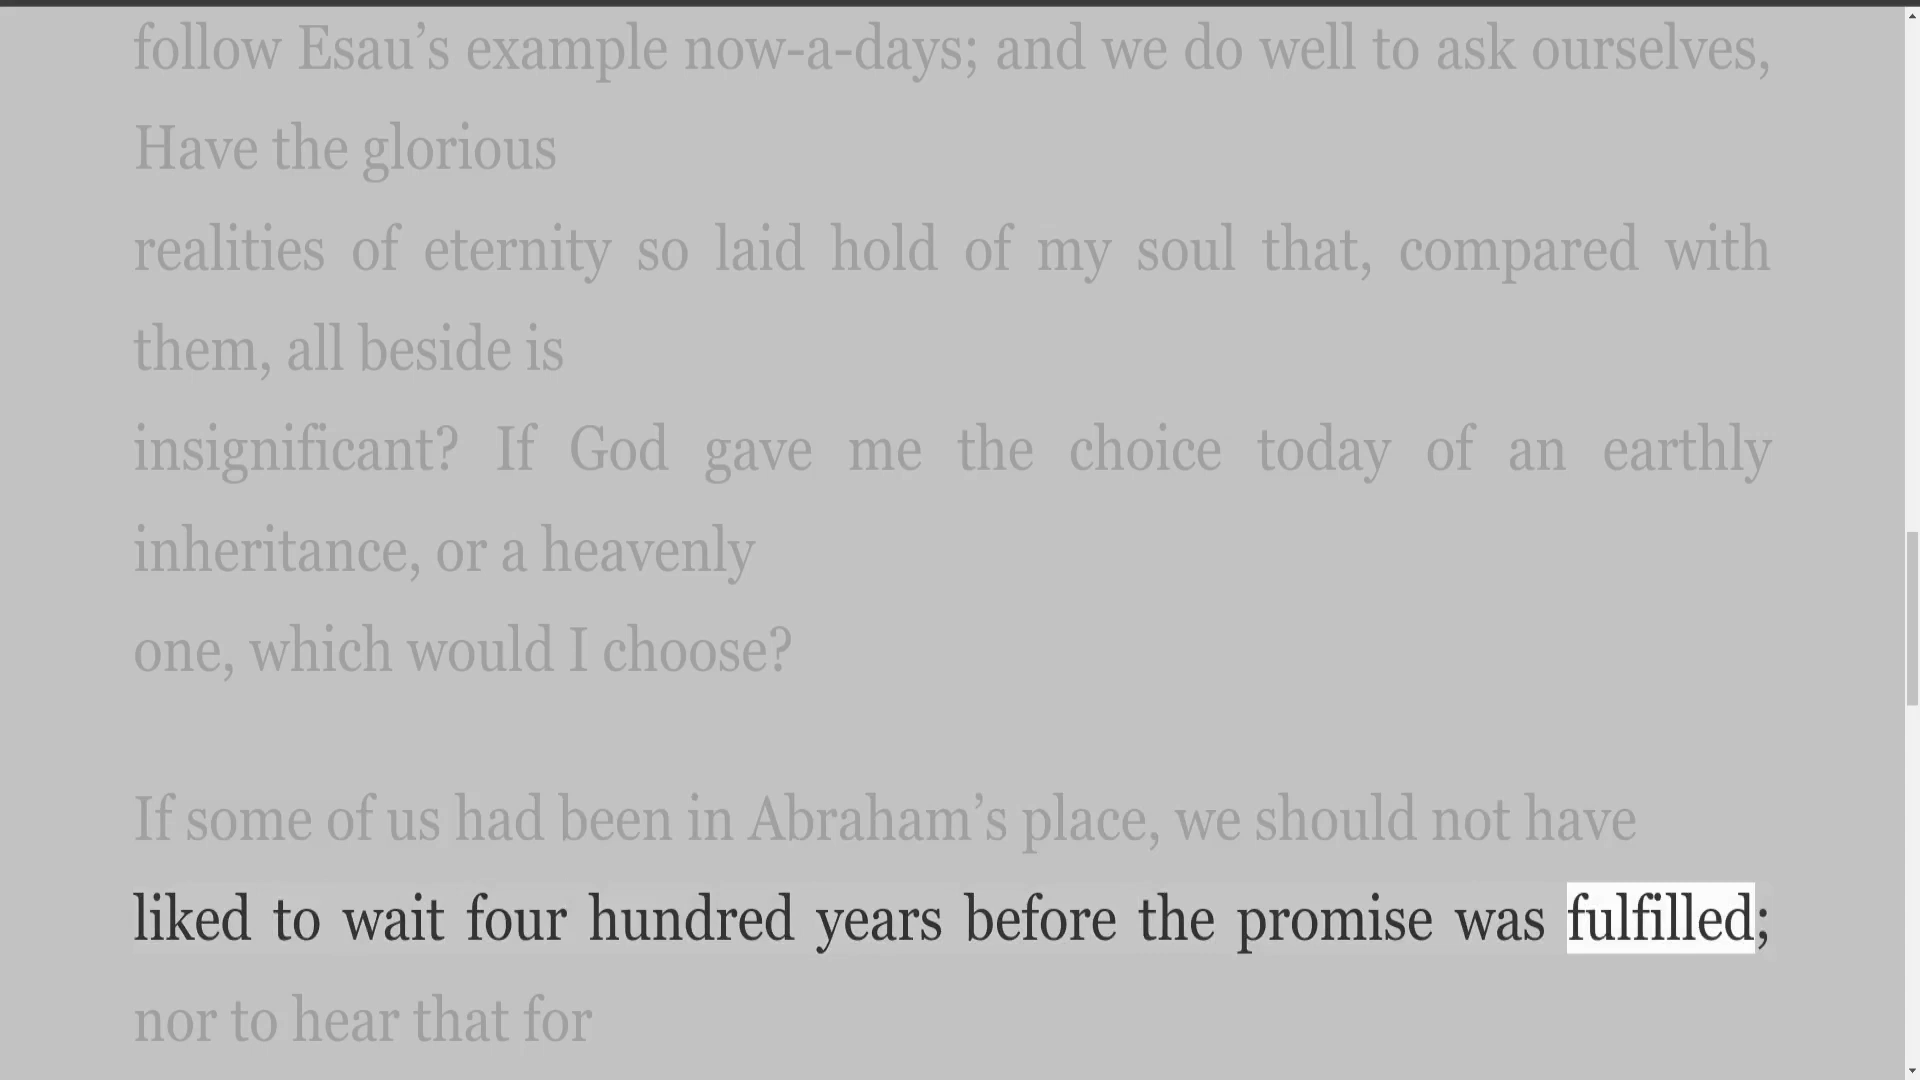 follow Esau’s example now-a-days; and we do well to ask ourselves,
Have the glorious
realities of eternity so laid hold of my soul that, compared with
them, all beside is
insignificant? If God gave me the choice today of an earthly
inheritance, or a heavenly
one, which would I choose?
If some of us had been in Abraham’s place, we should not have
liked to wait four hundred years before the promise was fulfilled;
nor to hear that for